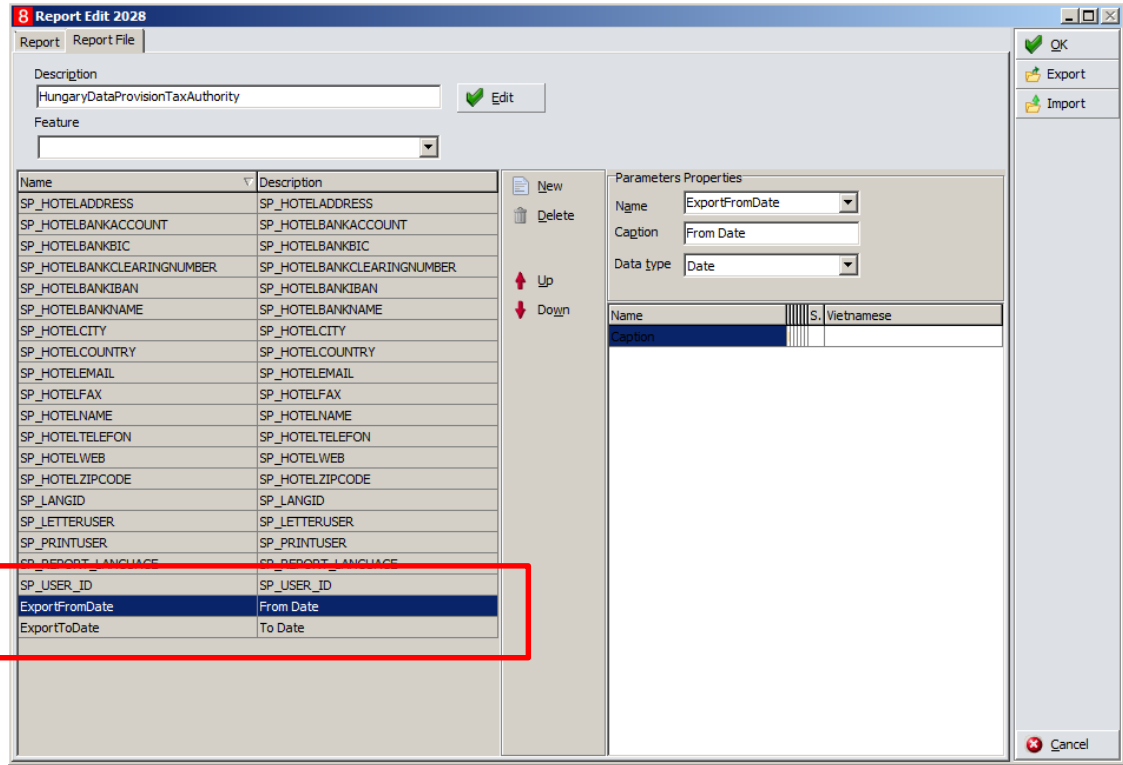 8 Report Edit 2028
Report Report File
OK
Export
Import
Description
HungaryDataProvisionTaxAuthority
Edit
Feature
Name Description
SP_HOTELADDRESS SP_HOTELADDRESS
SP_HOTELBANKACCOUNT SP_HOTELBANKACCOUNT
SP_HOTELBANKBIC SP_HOTELBANKBIC
SP_HOTELBANKCLEARINGNUMBER SP_HOTELBANKCLEARINGNUMBER
SP_HOTELBANKIBAN SP_HOTELBANKIBAN
SP_HOTELBANKNAME SP_HOTELBANKNAME
SP_HOTELCITY SP_HOTELCITY
SP_HOTELCOUNTRY SP_HOTELCOUNTRY
SP_HOTELEMAIL SP_HOTELEMAIL
SP_HOTELFAX SP_HOTELFAX
SP_HOTELNAME SP_HOTELNAME
SP_HOTELTELEFON SP_HOTELTELEFON
SP_HOTELWEB SP_HOTELWEB
SP_HOTELZIPCODE SP_HOTELZIPCODE
SP_LANGID SP_LANGID
SP_LETTERUSER SP_LETTERUSER
SP_PRINTUSER SP_PRINTUSER
SP_REPORT_LANGUAGE SP_REPORT_LANGUAGE
SP_USER_ID SP_USER_ID
ExportFromDate From Date
ExportToDate To Date
New
Delete
Up
Down
Parameters Properties
Name ExportFromDate
Caption From Date
Data type Date
Name S. Vietnamese
Caption
Cancel